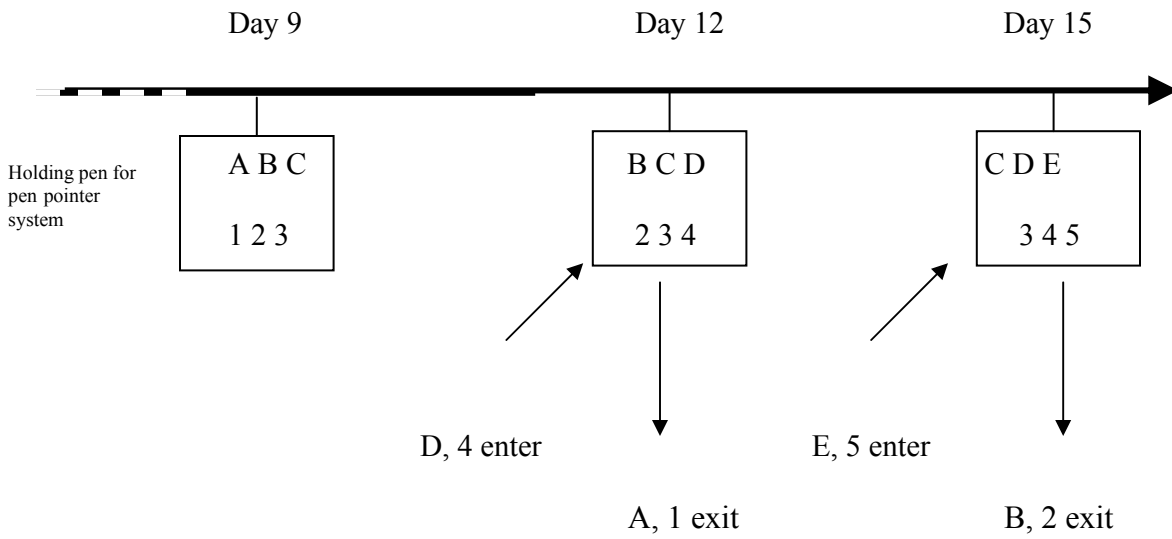 Day 9
Day 12
Day 15
Holding pen for
pen pointer
system
A B C
1 2 3
B C D
2 3 4
C D E
3 4 5
D, 4 enter
E, 5 enter
A, 1 exit
B, 2 exit